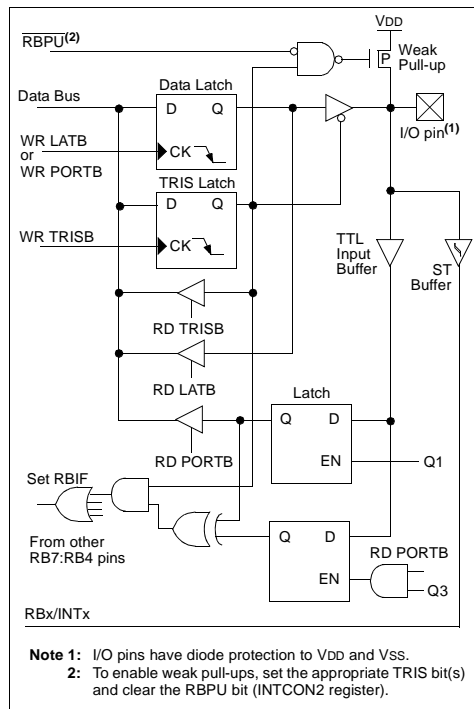 VDD
RBPU(2)
Weak
Pull-up
P
Data Latch
Data Bus
D Q
I/O pin(1)
WR LATB
or
WR PORTB
CK
TRIS Latch
D Q
WR TRISB
CK
TTL
Input
Buffer
ST
Buffer
RD TRISB
RD LATB
Latch
Q D
RD PORTB
EN
Q1
Set RBIF
From other
RB7:RB4 pins
Q D
RD PORTB
EN
Q3
RBx/INTx
Note 1: I/O pins have diode protection to VDD and VSS.
2: To enable weak pull-ups, set the appropriate TRIS bit(s)
and clear the RBPU bit (INTCON2 register).